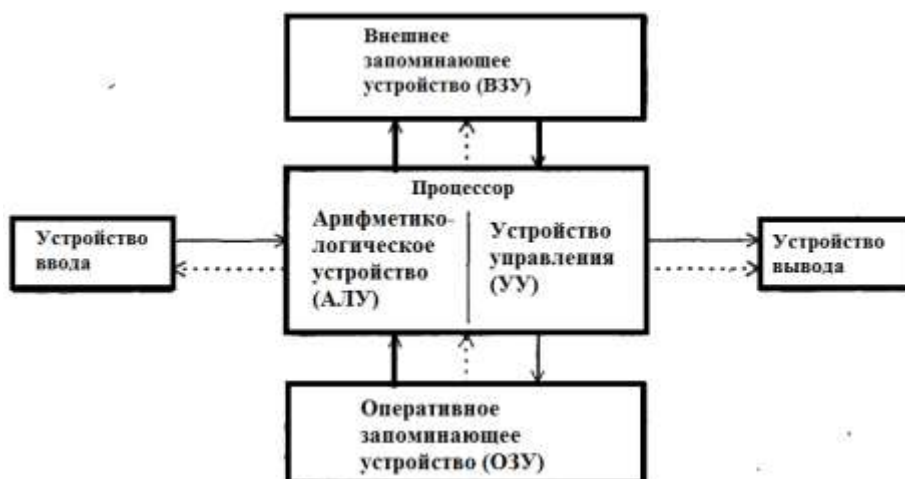 Внешнее
запоминающее
устройство (ВЗУ)
Процессор
Арифметико-
логическое
устройство
(АЛУ)
Устройство
управления
(УУ)
Устройство
ввода
Устройство
вывода
Оперативное
запоминающее
устройство (ОЗУ)